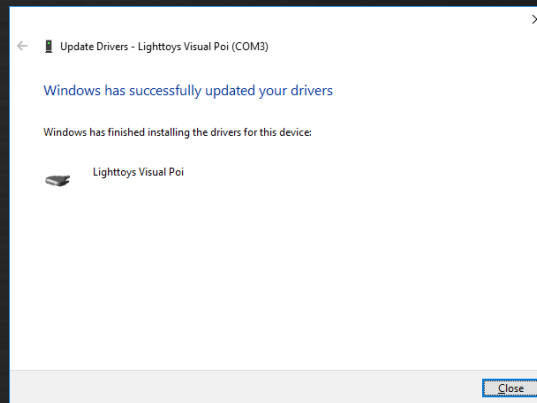 Update Drivers - Lighttoys Visual Poi (COM3)
Windows has successfully updated your drivers
Windows has finished installing the drivers for this device:
Lighttoys Visual Poi
Close